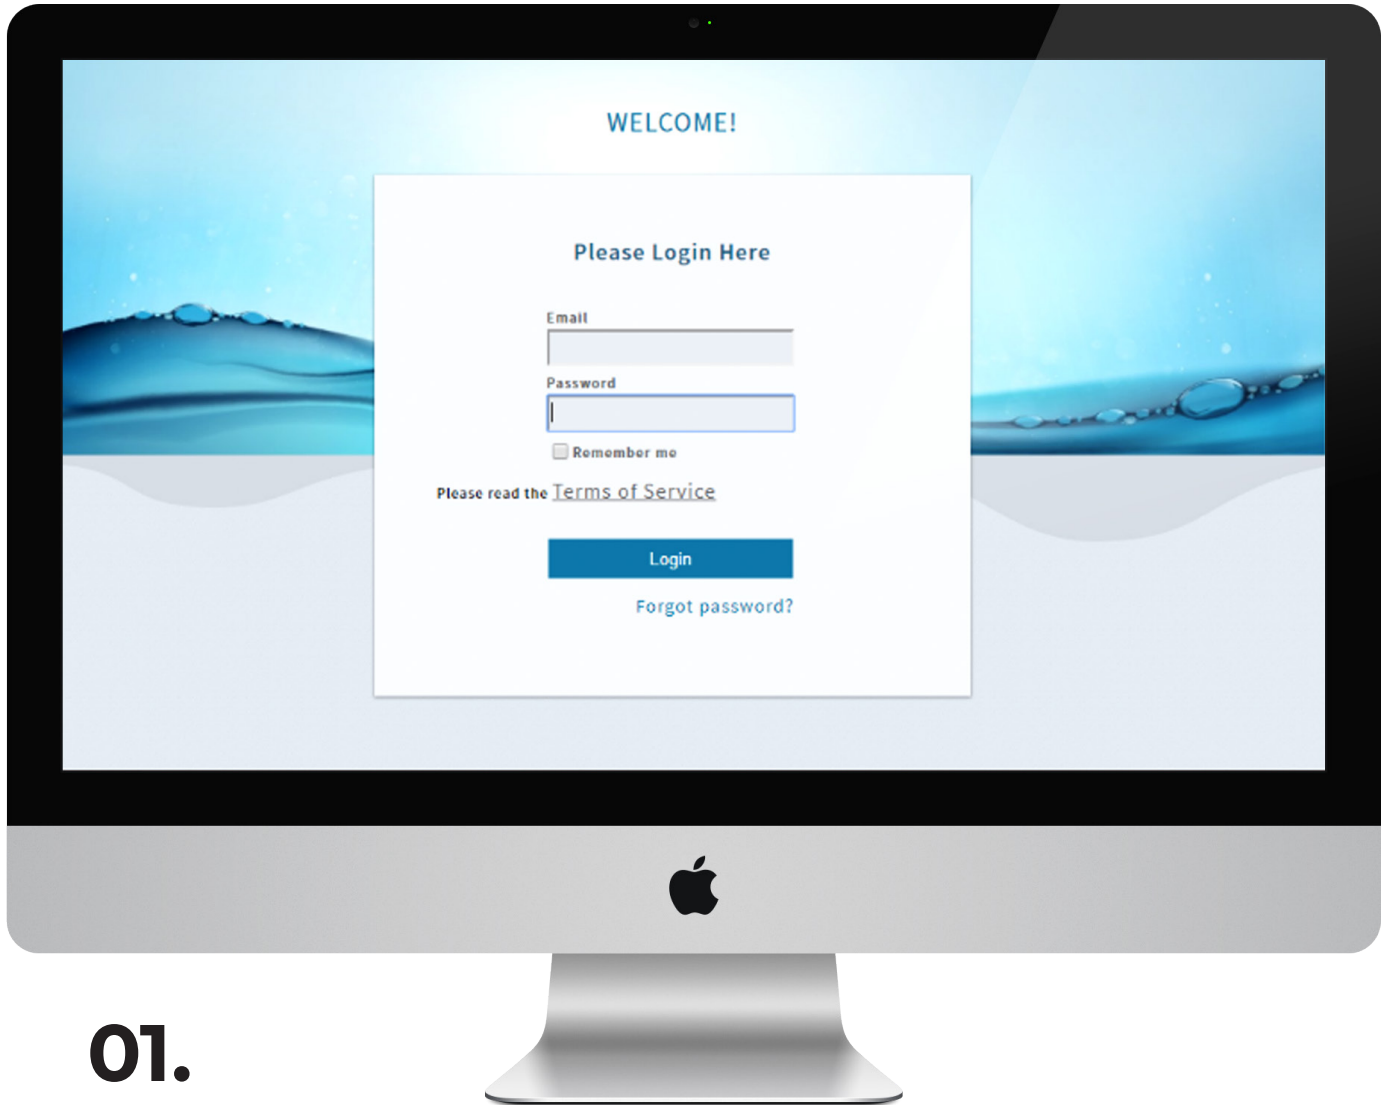 WELCOME!
Please Login Here
Email
Password
Remember me
Please read the Terms of Service
Login
Forgot password?
01.